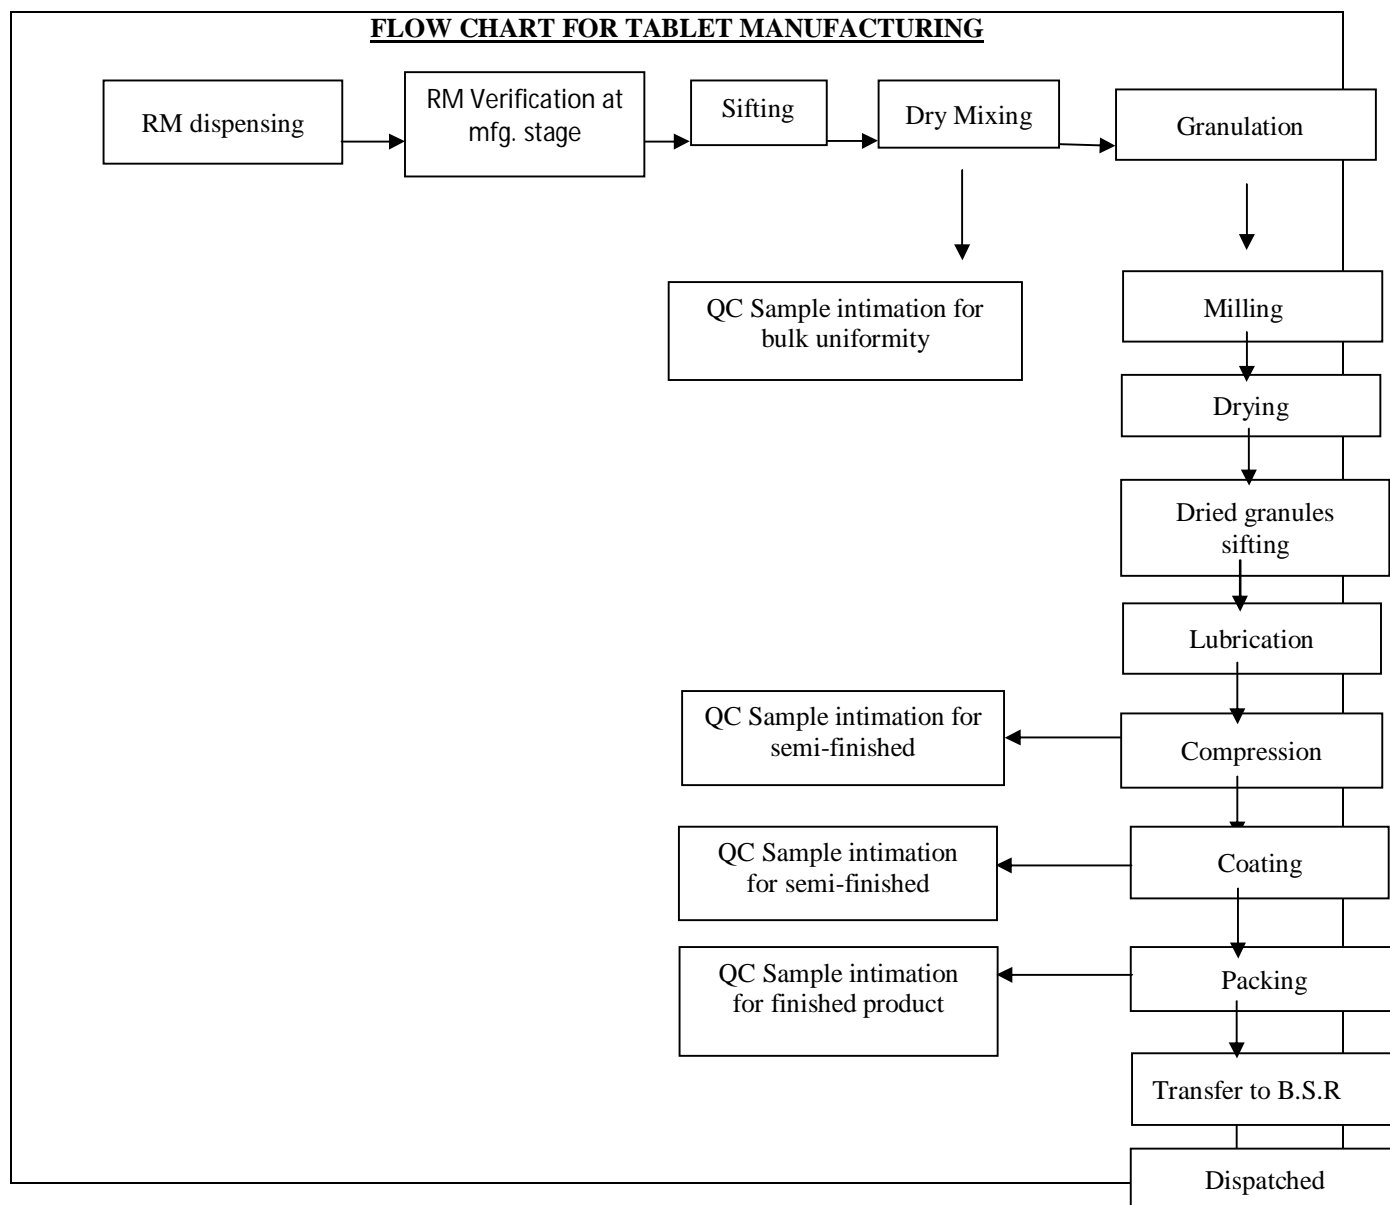 FLOW CHART FOR TABLET MANUFACTURING
RM dispensing
RM Verification at
mfg. stage
Sifting
Dry Mixing
Granulation
QC Sample intimation for
bulk uniformity
Milling
Drying
Dried granules
sifting
Lubrication
QC Sample intimation for
semi-finished
Compression
QC Sample intimation
for semi-finished
Coating
QC Sample intimation
for finished product
Packing
Transfer to B.S.R
Dispatched